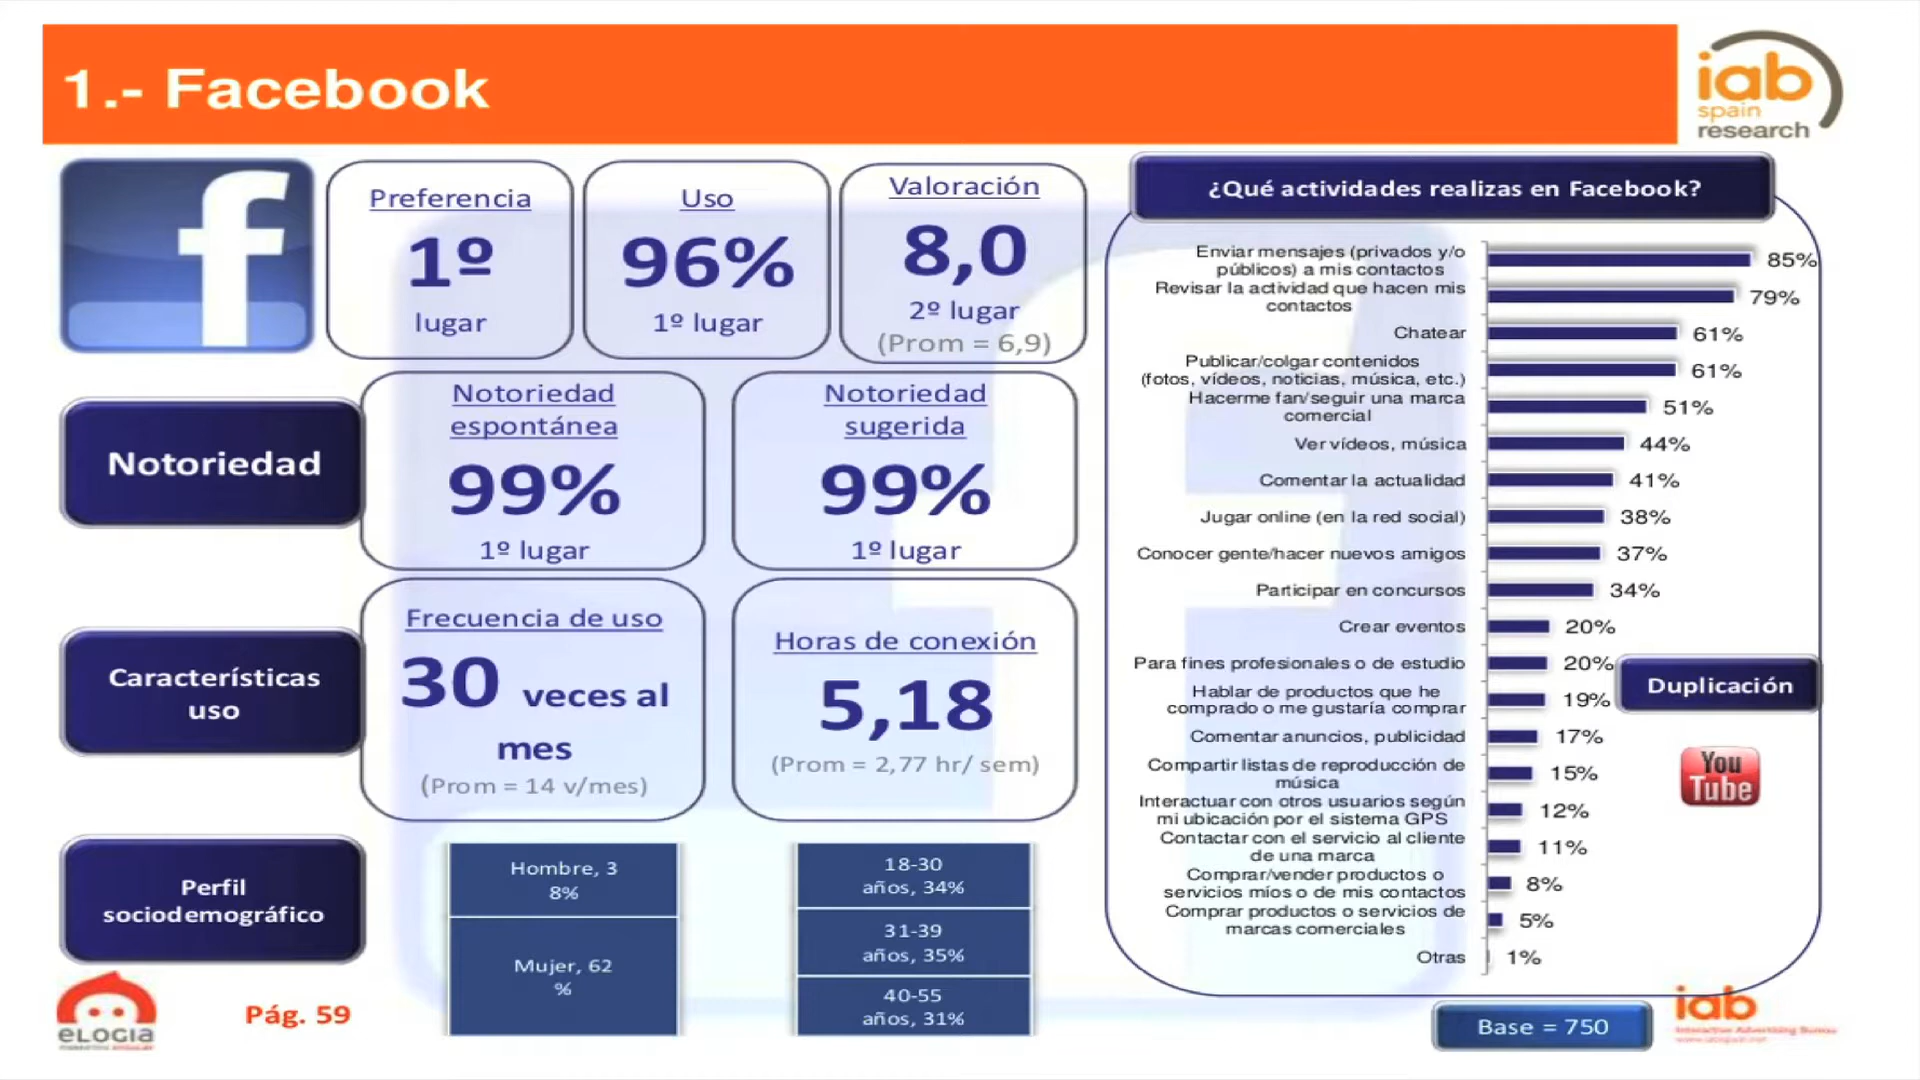 1.- Facebook
iab
spain
research
f
Preferencia
1º
lugar
Uso
96%
1º lugar
Valoración
8,0
2º lugar
(Prom = 6,9)
Notoriedad
Notoriedad
espontánea
99%
1º lugar
Notoriedad
sugerida
99%
1º lugar
Características
uso
Frecuencia de uso
30 veces al
mes
(Prom = 14 v/mes)
Horas de conexión
5,18
(Prom = 2,77 hr/ sem)
Perfil
sociodemográfico
Hombre, 3
8%
Mujer, 62
%
18-30
años, 34%
31-39
años, 35%
40-55
años, 31%
¿Qué actividades realizas en Facebook?
Enviar mensajes (privados y/o
públicos) a mis contactos
85%
Revisar la actividad que hacen mis
contactos
79%
Chatear
61%
Publicar/colgar contenidos
(fotos, vídeos, noticias, música, etc.)
61%
Hacerme fan/seguir una marca
comercial
51%
Ver vídeos, música
44%
Comentar la actualidad
41%
Jugar online (en la red social)
38%
Conocer gente/hacer nuevos amigos
37%
Participar en concursos
34%
Crear eventos
20%
Para fines profesionales o de estudio
20%
Hablar de productos que he
comprado o me gustaría comprar
19%
Comentar anuncios, publicidad
17%
Compartir listas de reproducción de
música
15%
Interactuar con otros usuarios según
mi ubicación por el sistema GPS
12%
Contactar con el servicio al cliente
de una marca
11%
Comprar/vender productos o
servicios míos o de mis contactos
8%
Comprar productos o servicios de
marcas comerciales
5%
Otras
1%
Duplicación
You
Tube
eLOGIA
Pág. 59
Base = 750
iab
Interactive Advertising Bureau